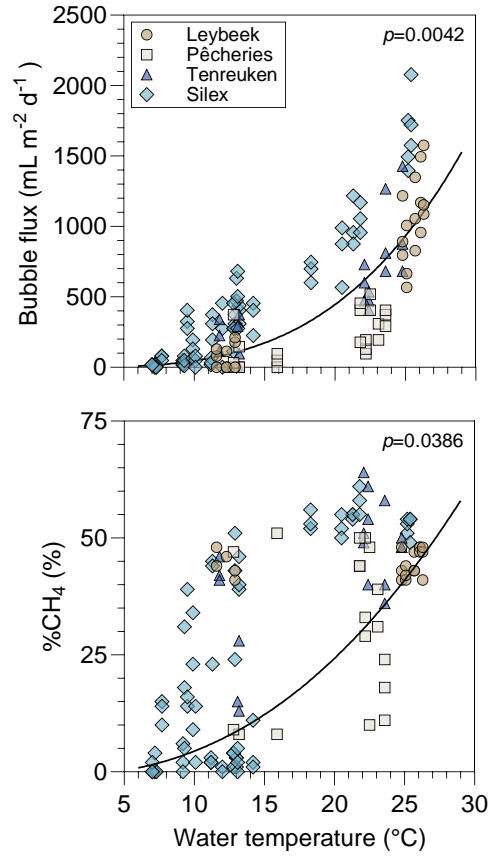 2500
Leybeek
Pêcheries
Tenreuken
Silex
p=0.0042
2000
1500
1000
500
0
Bubble flux (mL m⁻² d⁻¹)
75
p=0.0386
50
25
0
%CH₄ (%)
5 10 15 20 25 30
Water temperature (°C)